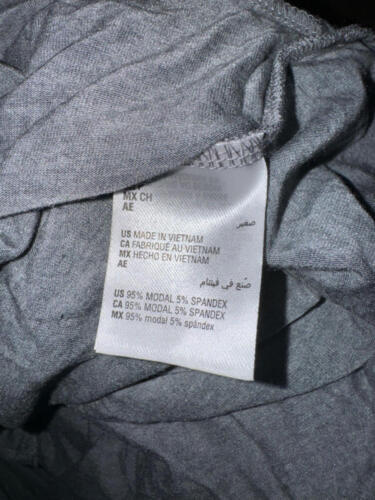 MX CH
AE
صغير
US MADE IN VIETNAM
CA FABRIQUÉ AU VIETNAM
MX HECHO EN VIETNAM
AE
صنع في فيتنام
US 95% MODAL 5% SPANDEX
CA 95% MODAL 5% SPANDEX
MX 95% modal 5% spándex